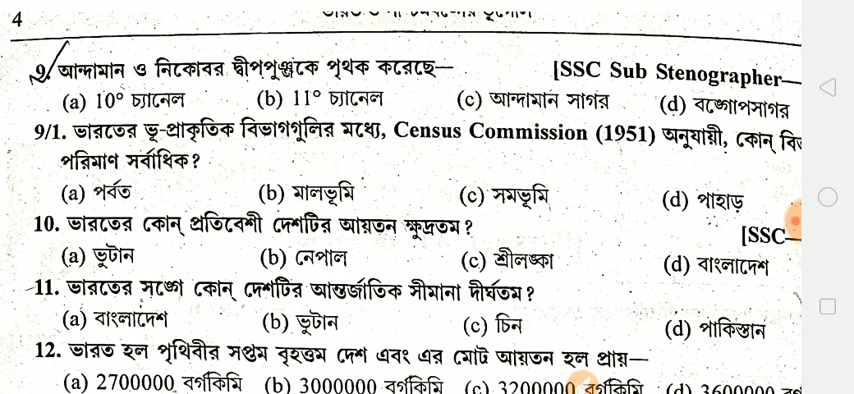 4
9. আন্দামান ও নিকোবর দ্বীপপুঞ্জকে পৃথক করেছে— [SSC Sub Stenographer—
(a) 10° চ্যানেল (b) 11° চ্যানেল (c) আন্দামান সাগর (d) বঙ্গোপসাগর
9/1. ভারতের ভূ-প্রাকৃতিক বিভাগগুলির মধ্যে, Census Commission (1951) অনুযায়ী, কোন্
পরিমাণ সর্বাধিক?
(a) পর্বত (b) মালভূমি (c) সমভূমি (d) পাহাড়
10. ভারতের কোন্ প্রতিবেশী দেশটির আয়তন ক্ষুদ্রতম? [SSC—
(a) ভুটান (b) নেপাল (c) শ্রীলঙ্কা (d) বাংলাদেশ
11. ভারতের সঙ্গে কোন্ দেশটির আন্তর্জাতিক সীমানা দীর্ঘতম?
(a) বাংলাদেশ (b) ভুটান (c) চিন (d) পাকিস্তান
12. ভারত হল পৃথিবীর সপ্তম বৃহত্তম দেশ এবং এর মোট আয়তন হল প্রায়—
(a) 2700000 বর্গকিমি (b) 3000000 বর্গকিমি (c) 3200000 বর্গকিমি (d) 3600000